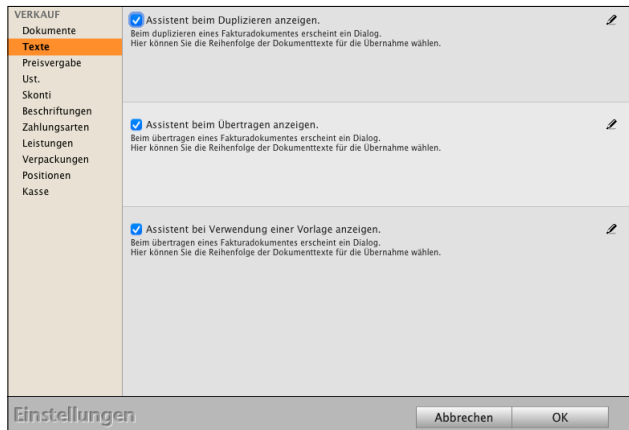 VERKAUF
Dokumente
Texte
Preisvergabe
Ust.
Skonti
Beschriftungen
Zahlungsarten
Leistungen
Verpackungen
Positionen
Kasse
Assistent beim Duplizieren anzeigen.
Beim duplizieren eines Fakturadokumentes erscheint ein Dialog.
Hier können Sie die Reihenfolge der Dokumenttexte für die Übernahme wählen.
Assistent beim Übertragen anzeigen.
Beim übertragen eines Fakturadokumentes erscheint ein Dialog.
Hier können Sie die Reihenfolge der Dokumenttexte für die Übernahme wählen.
Assistent bei Verwendung einer Vorlage anzeigen.
Beim übertragen eines Fakturadokumentes erscheint ein Dialog.
Hier können Sie die Reihenfolge der Dokumenttexte für die Übernahme wählen.
Einstellungen
Abbrechen
OK